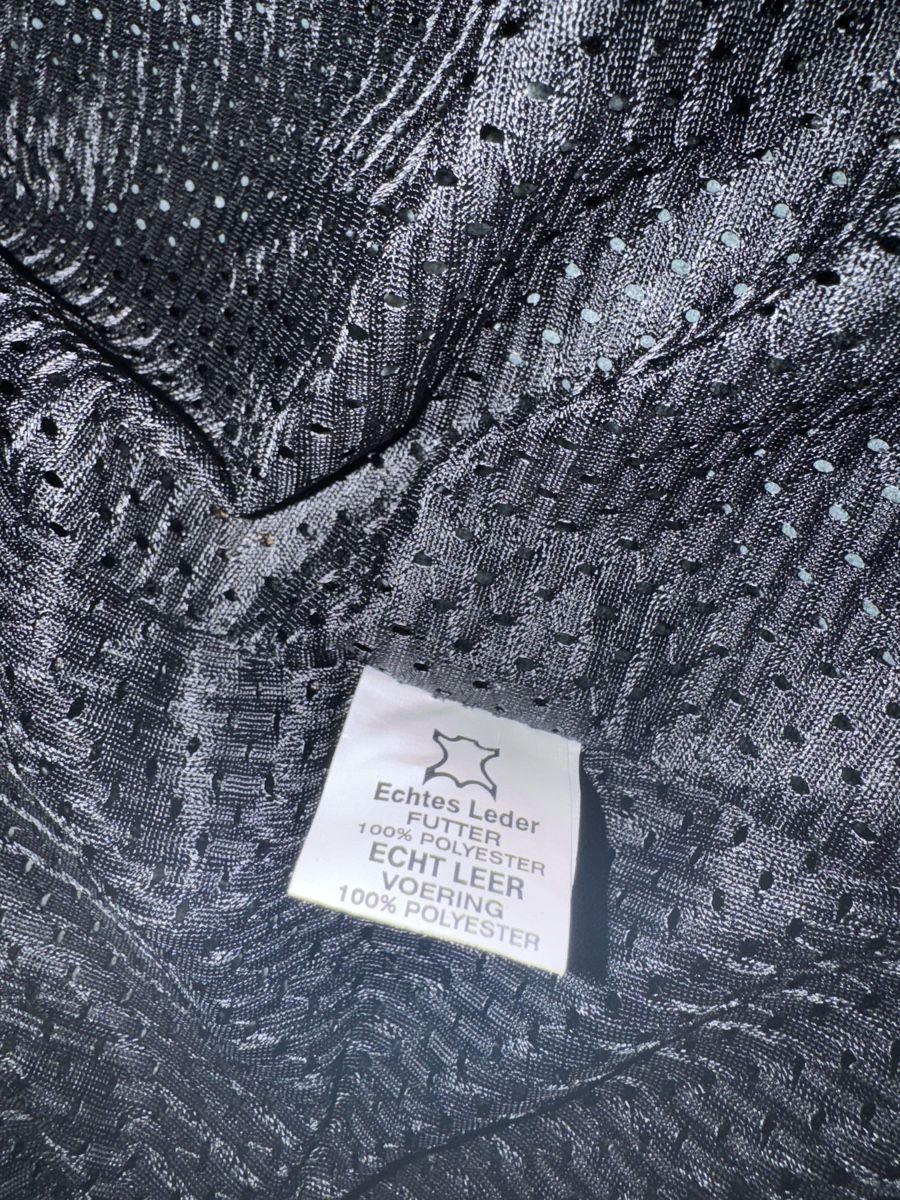 Echtes Leder
FUTTER
100% POLYESTER
ECHT LEER
VOERING
100% POLYESTER